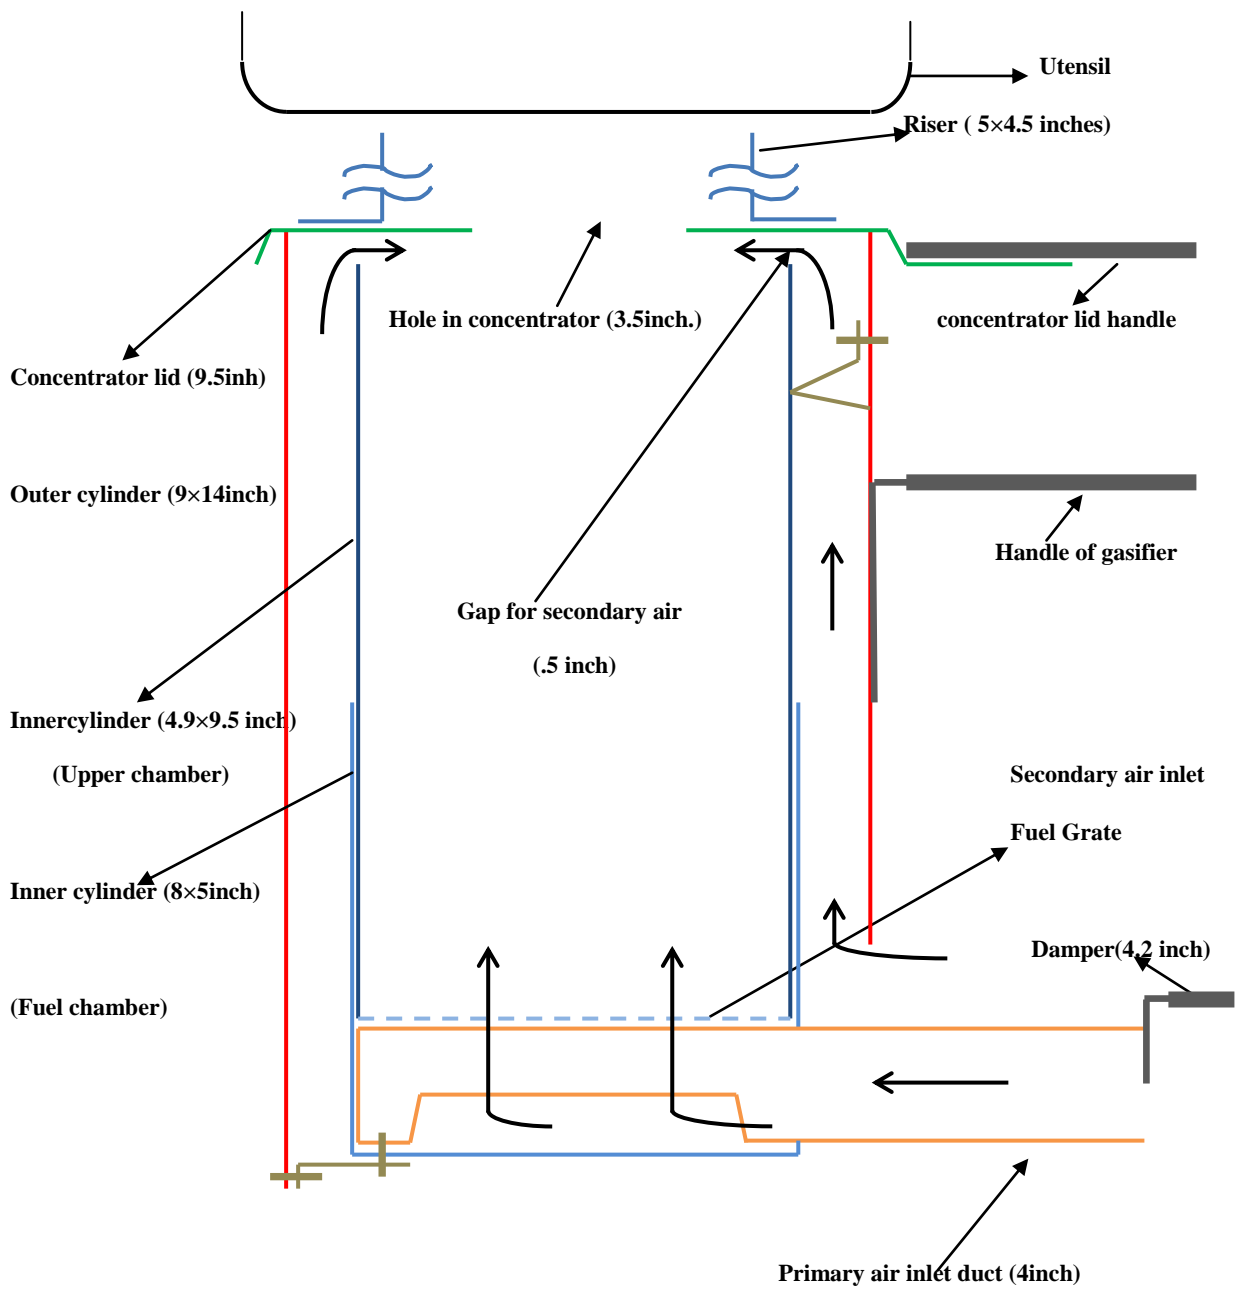 Utensil
Riser ( 5×4.5 inches)
Hole in concentrator (3.5inch.)
concentrator lid handle
Concentrator lid (9.5inh)
Outer cylinder (9×14inch)
Handle of gasifier
Gap for secondary air
(.5 inch)
Innercylinder (4.9×9.5 inch)
(Upper chamber)
Secondary air inlet
Fuel Grate
Inner cylinder (8×5inch)
Damper(4.2 inch)
(Fuel chamber)
Primary air inlet duct (4inch)